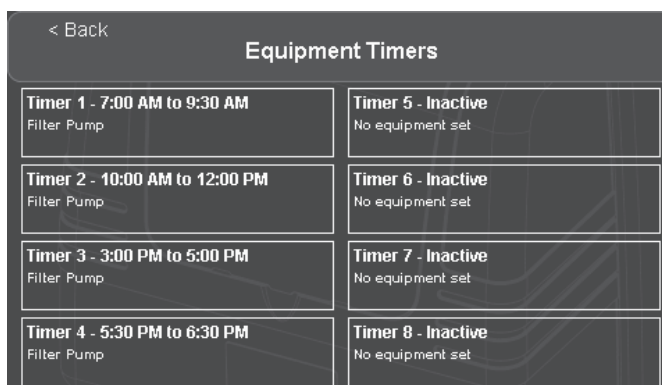 < Back
Equipment Timers
Timer 1 - 7:00 AM to 9:30 AM
Filter Pump
Timer 2 - 10:00 AM to 12:00 PM
Filter Pump
Timer 3 - 3:00 PM to 5:00 PM
Filter Pump
Timer 4 - 5:30 PM to 6:30 PM
Filter Pump
Timer 5 - Inactive
No equipment set
Timer 6 - Inactive
No equipment set
Timer 7 - Inactive
No equipment set
Timer 8 - Inactive
No equipment set